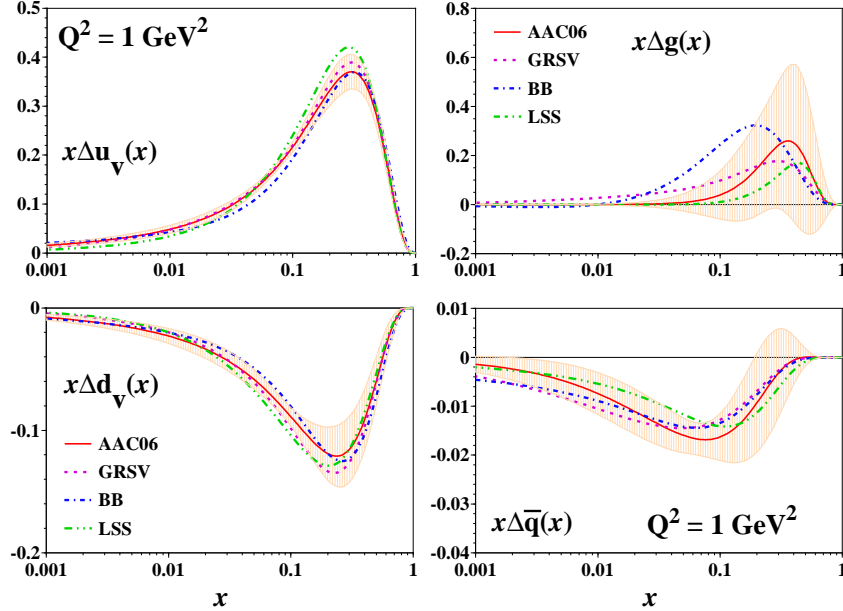 Q² = 1 GeV²
xΔu_v(x)
0.5
0.4
0.3
0.2
0.1
0
0.001 0.01 0.1 1
AAC06
GRSV
BB
LSS
xΔg(x)
0.8
0.6
0.4
0.2
0
-0.2
0.001 0.01 0.1 1
xΔd_v(x)
AAC06
GRSV
BB
LSS
0
-0.1
-0.2
0.001 0.01 0.1 1
x
0.01
0
-0.01
-0.02
-0.03
-0.04
xΔq̅(x)
Q² = 1 GeV²
0.001 0.01 0.1 1
x